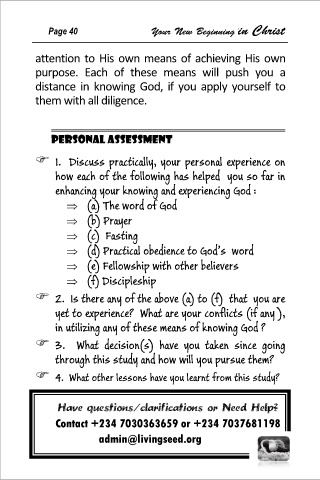 Page 40 Your New Beginning in Christ
attention to His own means of achieving His own
purpose. Each of these means will push you a
distance in knowing God, if you apply yourself to
them with all diligence.
PERSONAL ASSESSMENT
☞ 1. Discuss practically, your personal experience on
how each of the following has helped you so far in
enhancing your knowing and experiencing God :
⇒ (a) The word of God
⇒ (b) Prayer
⇒ (c) Fasting
⇒ (d) Practical obedience to God's word
⇒ (e) Fellowship with other believers
⇒ (f) Discipleship
☞ 2. Is there any of the above (a) to (f) that you are
yet to experience? What are your conflicts (if any),
in utilizing any of these means of knowing God ?
☞ 3. What decision(s) have you taken since going
through this study and how will you pursue them?
☞ 4. What other lessons have you learnt from this study?
Have questions/clarifications or Need Help?
Contact +234 7030363659 or +234 7037681198
admin@livingseed.org